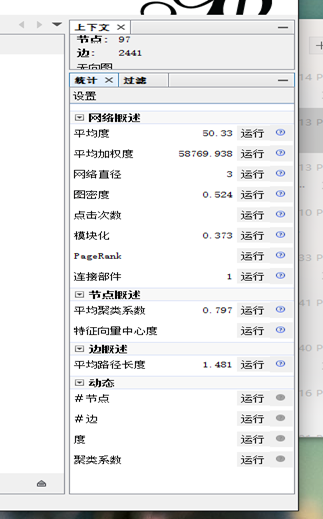 上下文
节点: 97
边: 2441
无向图
统计 过滤
设置
网络概述
平均度 50.33 运行
平均加权度 58769.938 运行
网络直径 3 运行
图密度 0.524 运行
点击次数 运行
模块化 0.373 运行
PageRank 运行
连接部件 1 运行
节点概述
平均聚类系数 0.797 运行
特征向量中心度 运行
边概述
平均路径长度 1.481 运行
动态
#节点 运行
#边 运行
度 运行
聚类系数 运行